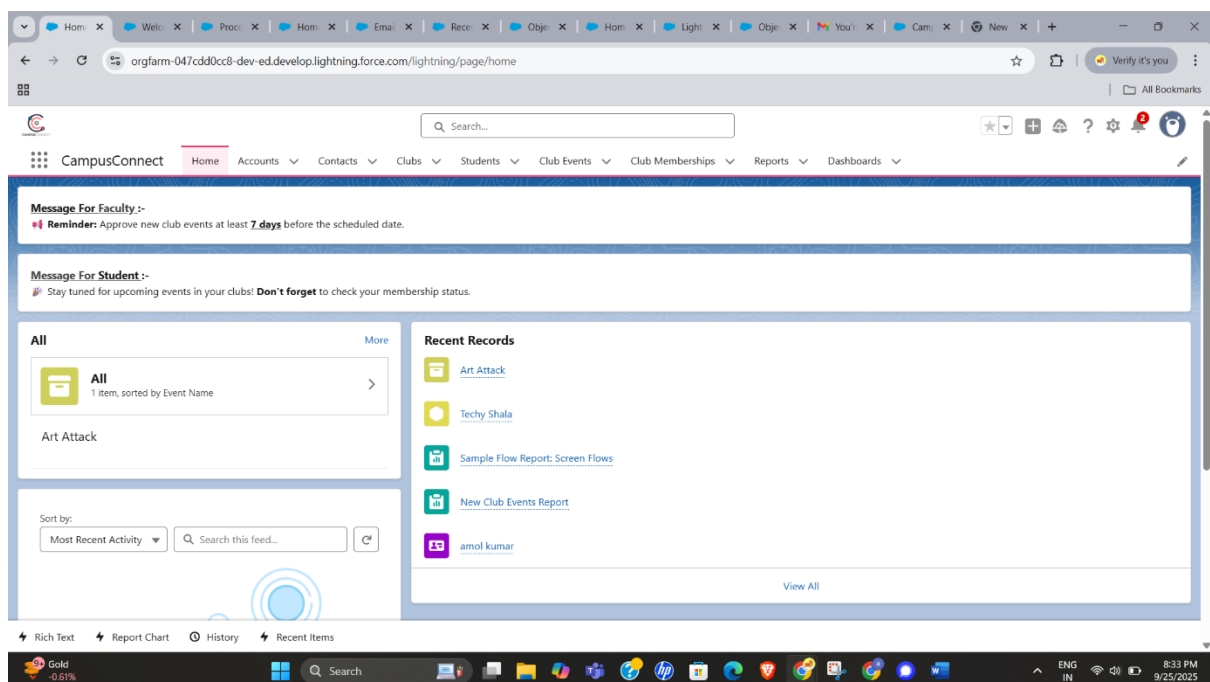 Hom
Welc
Proc
Hom
Email
Rece
Obje
Hom
Light
Obje
You'r
Camp
New
orgfarm-047cdd0cc8-dev-ed.develop.lightning.force.com/lightning/page/home
Verify it's you
All Bookmarks
Search...
2
CampusConnect
Home
Accounts
Contacts
Clubs
Students
Club Events
Club Memberships
Reports
Dashboards
Message For Faculty :-
Reminder: Approve new club events at least 7 days before the scheduled date.
Message For Student :-
Stay tuned for upcoming events in your clubs! Don't forget to check your membership status.
All
More
All
1 item, sorted by Event Name
Art Attack
Sort by:
Most Recent Activity
Search this feed...
Recent Records
Art Attack
Techy Shala
Sample Flow Report: Screen Flows
New Club Events Report
amol kumar
View All
Rich Text
Report Chart
History
Recent Items
9+
Gold
-0.61%
Search
ENG
IN
8:33 PM
9/25/2025